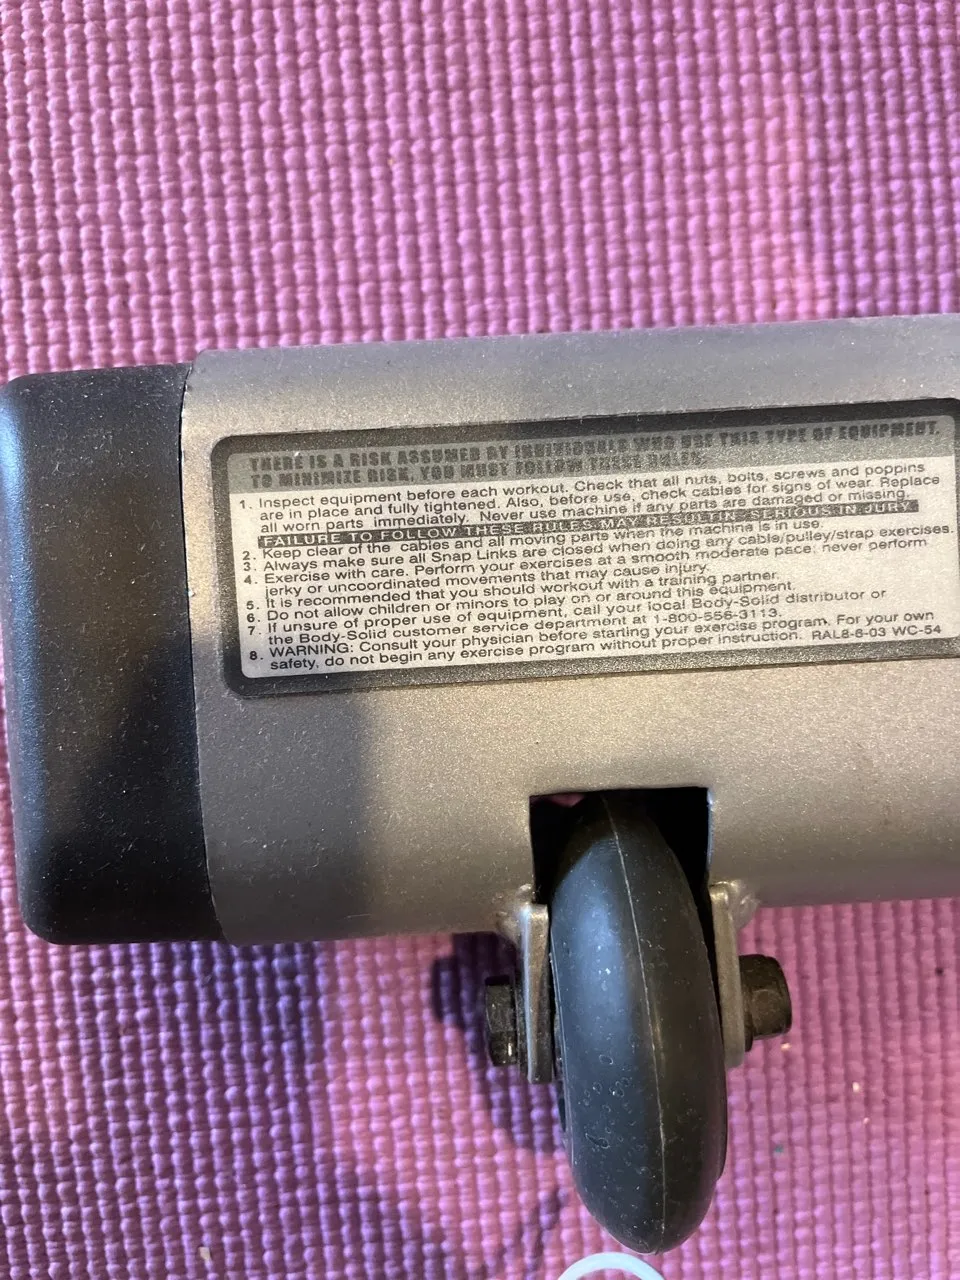 THERE IS A RISK ASSUMED BY INDIVIDUALS WHO USE THIS TYPE OF EQUIPMENT.
TO MINIMIZE RISK, YOU MUST FOLLOW THESE RULES:
1. Inspect equipment before each workout. Check that all nuts, bolts, screws and poppins
are in place and fully tightened. Also, before use, check cables for signs of wear. Replace
all worn parts immediately. Never use machine if any parts are damaged or missing.
FAILURE TO FOLLOW THESE RULES MAY RESULT IN SERIOUS IN JURY
2. Keep clear of the cables and all moving parts when the machine is in use.
3. Always make sure all Snap Links are closed when doing any cable/pulley/strap exercises.
4. Exercise with care. Perform your exercises at a smooth moderate pace; never perform
jerky or uncoordinated movements that may cause injury.
5. It is recommended that you should workout with a training partner.
6. Do not allow children or minors to play on or around this equipment.
7. If unsure of proper use of equipment, call your local Body-Solid distributor or
the Body-Solid customer service department at 1-800-556-3113.
8. WARNING: Consult your physician before starting your exercise program. For your own
safety, do not begin any exercise program without proper instruction. RAL8-6-03 WC-54